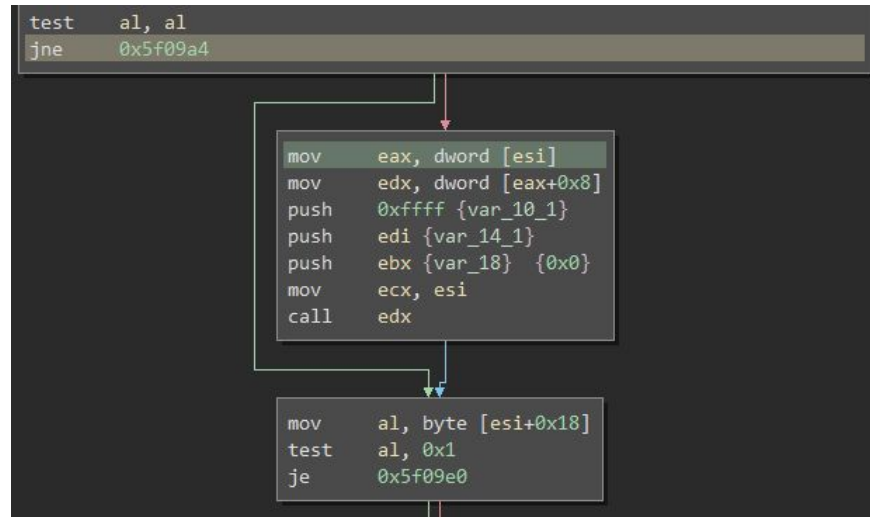 test al, al
jne 0x5f09a4
mov eax, dword [esi]
mov edx, dword [eax+0x8]
push 0xffff {var_10_1}
push edi {var_14_1}
push ebx {var_18} {0x0}
mov ecx, esi
call edx
mov al, byte [esi+0x18]
test al, 0x1
je 0x5f09e0